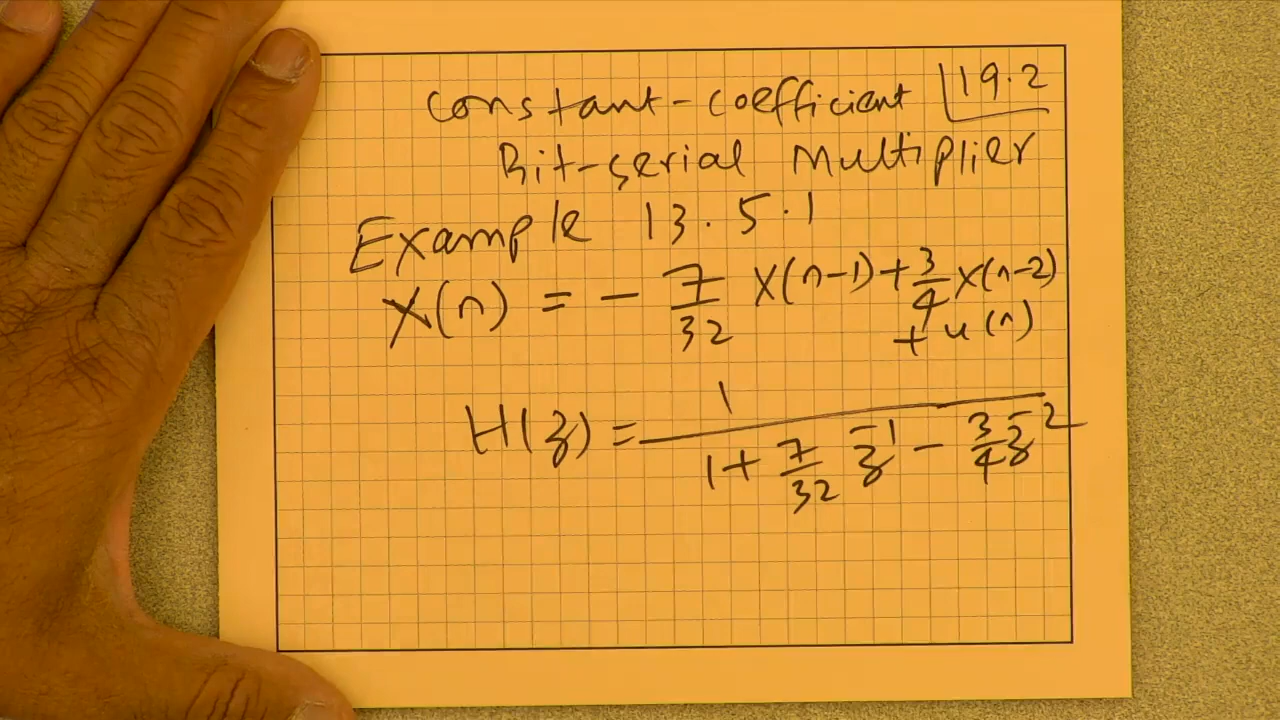 constant-coefficient 19.2
Bit-serial Multiplier
Example 13.5.1
x(n) = - 7/32 x(n-1) + 3/4 x(n-2)
+ u(n)
H(z) = 1 / (1 + 7/32 z^-1 - 3/4 z^-2)